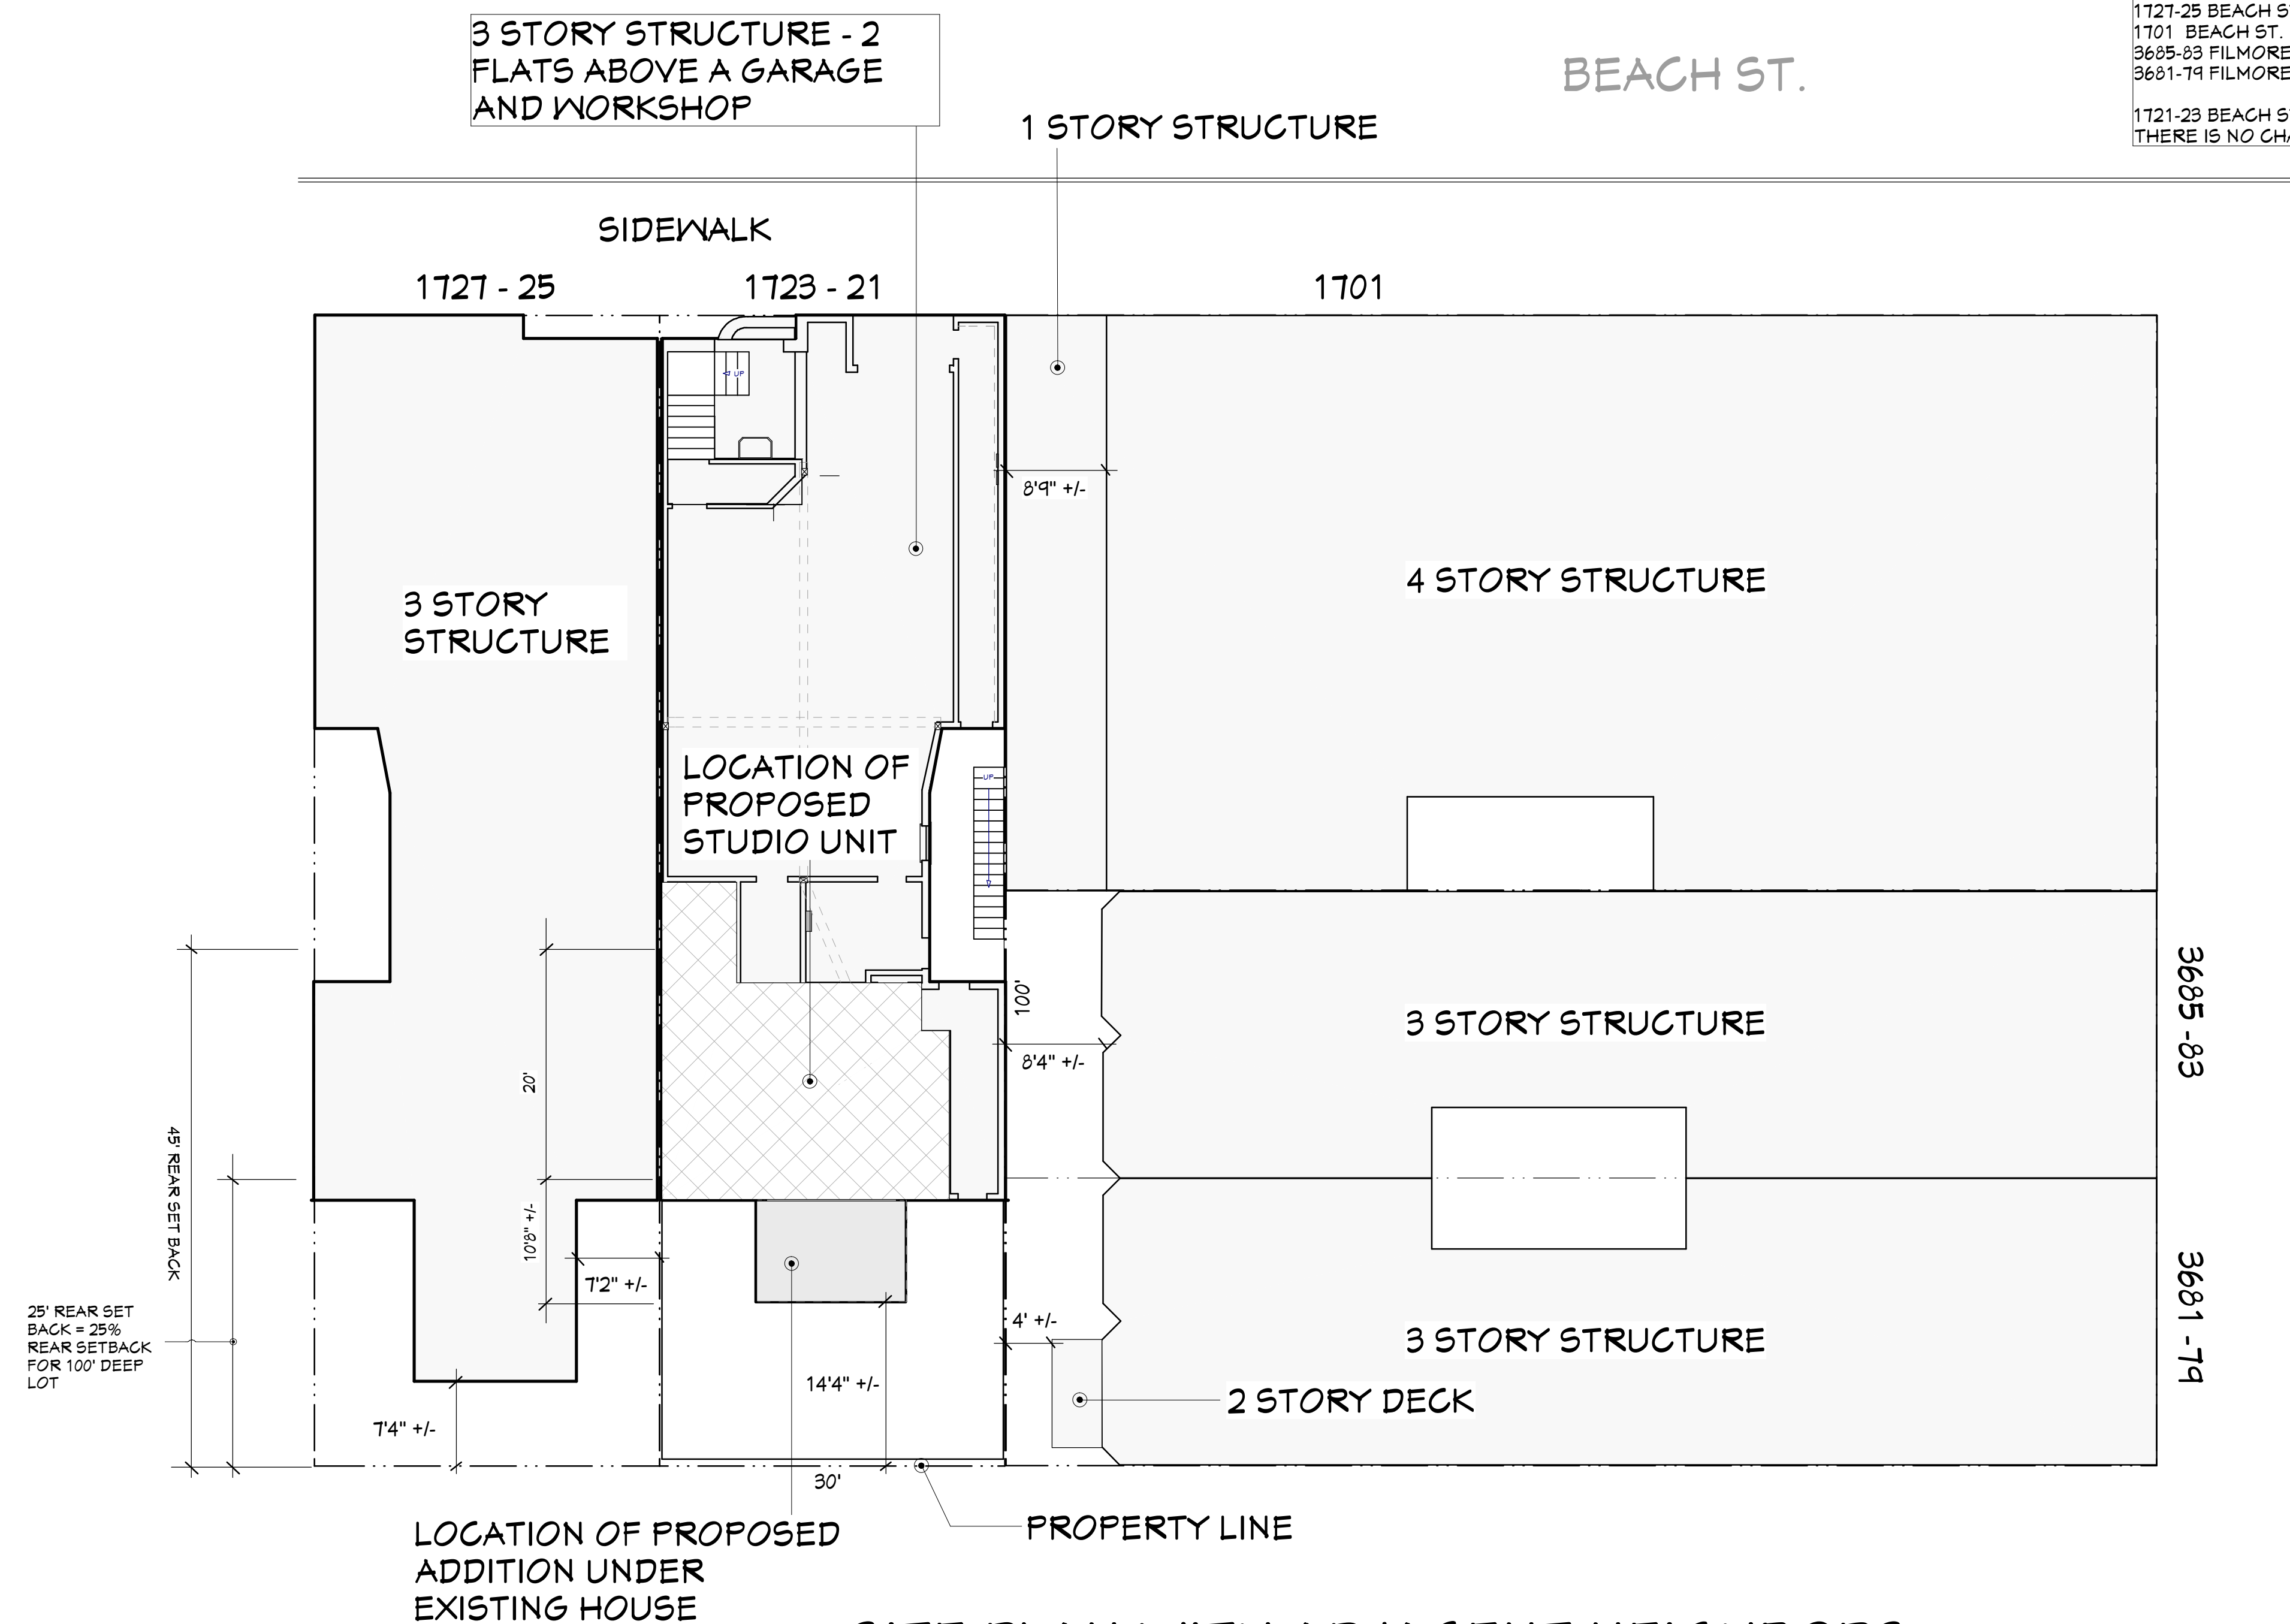 3 STORY STRUCTURE - 2
FLATS ABOVE A GARAGE
AND WORKSHOP
1 STORY STRUCTURE
BEACH ST.
1727-25 BEACH
1701 BEACH ST.
3685-83 FILMORE
3681-79 FILMORE
1721-23 BEACH
THERE IS NO
SIDEWALK
1727 - 25
1723 - 21
1701
UP
8'9" +/-
4 STORY STRUCTURE
3 STORY
STRUCTURE
LOCATION OF
PROPOSED
STUDIO UNIT
UP
100'
8'4" +/-
3 STORY STRUCTURE
3685 -83
20'
45' REAR SET BACK
10'8" +/-
7'2" +/-
25' REAR SET
BACK = 25%
REAR SETBACK
FOR 100' DEEP
LOT
4' +/-
3 STORY STRUCTURE
3681 -79
14'4" +/-
2 STORY DECK
7'4" +/-
30'
PROPERTY LINE
LOCATION OF PROPOSED
ADDITION UNDER
EXISTING HOUSE